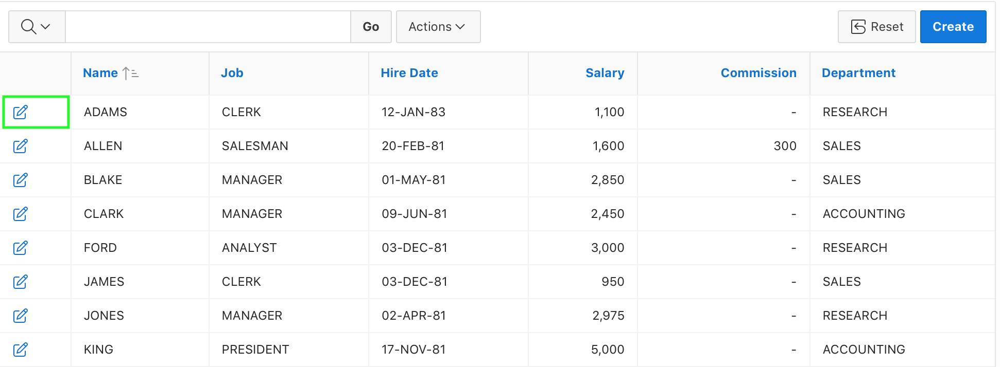 Go Actions Reset Create
Name Job Hire Date Salary Commission Department
ADAMS CLERK 12-JAN-83 1,100 - RESEARCH
ALLEN SALESMAN 20-FEB-81 1,600 300 SALES
BLAKE MANAGER 01-MAY-81 2,850 - SALES
CLARK MANAGER 09-JUN-81 2,450 - ACCOUNTING
FORD ANALYST 03-DEC-81 3,000 - RESEARCH
JAMES CLERK 03-DEC-81 950 - SALES
JONES MANAGER 02-APR-81 2,975 - RESEARCH
KING PRESIDENT 17-NOV-81 5,000 - ACCOUNTING